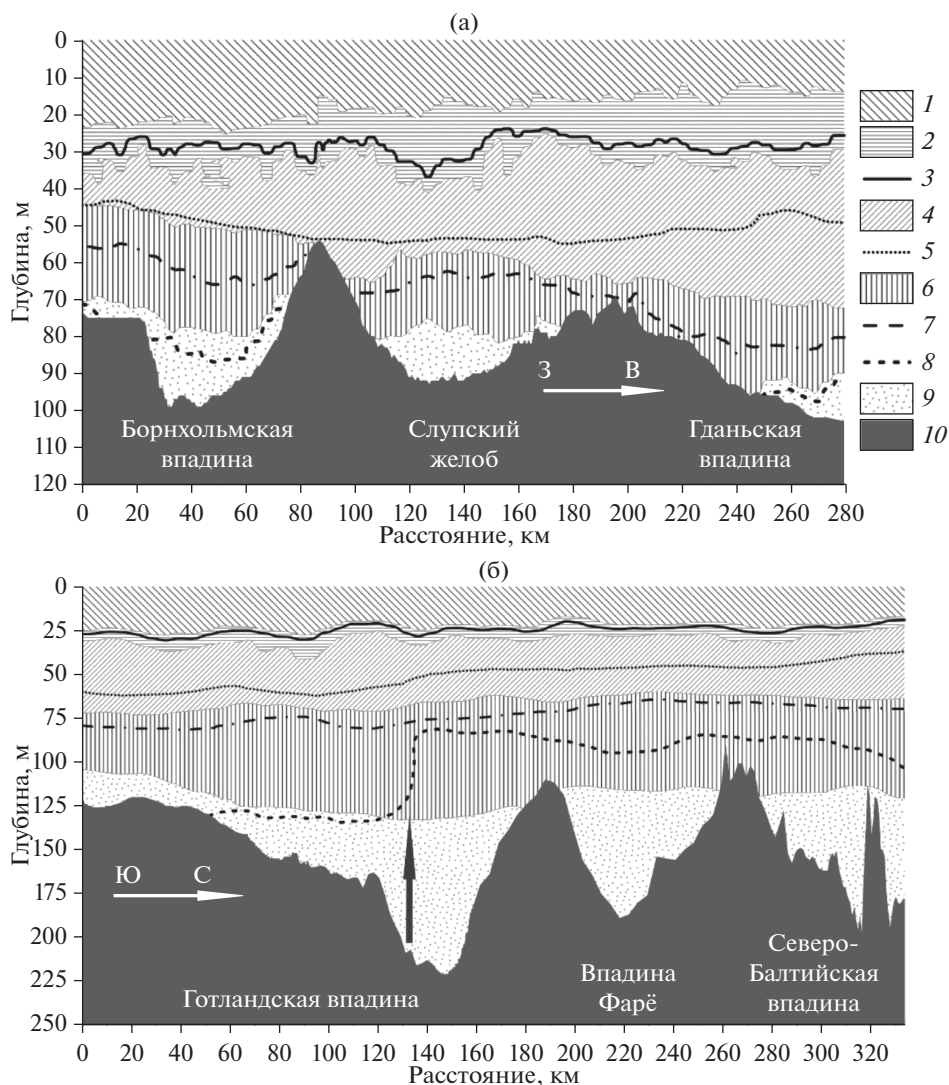 (а)
0
10
20
30
40
50
60
70
80
90
100
110
120
Глубина, м
З В
Борнхольмская
впадина
Слупский
желоб
Гданьская
впадина
0 20 40 60 80 100 120 140 160 180 200 220 240 260 280
Расстояние, км
1
2
3
4
5
6
7
8
9
10
(б)
0
25
50
75
100
125
150
175
200
225
250
Глубина, м
Ю С
Готландская впадина
Впадина
Фарё
Северо-
Балтийская
впадина
0 20 40 60 80 100 120 140 160 180 200 220 240 260 280 300 320
Расстояние, км